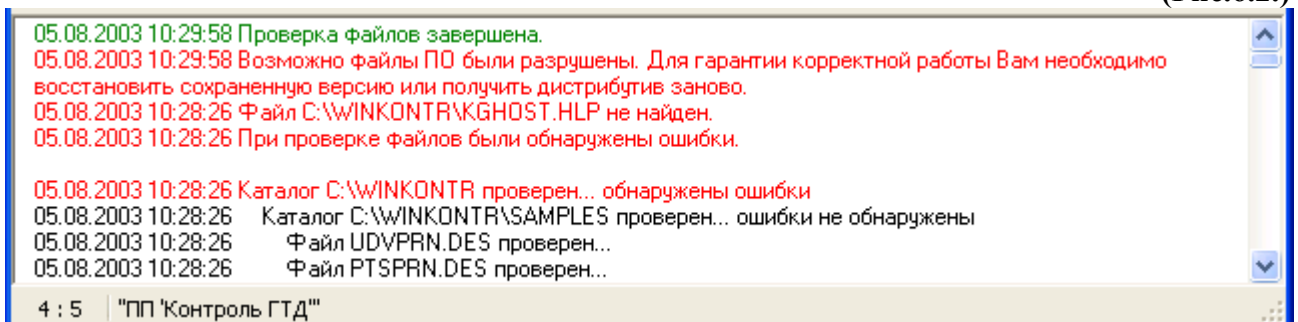 (Рис.6.2.)
05.08.2003 10:29:58 Проверка файлов завершена.
05.08.2003 10:29:58 Возможно файлы ПО были разрушены. Для гарантии корректной работы Вам необходимо
восстановить сохраненную версию или получить дистрибутив заново.
05.08.2003 10:28:26 Файл C:\WINKONTR\KGHOST.HLP не найден.
05.08.2003 10:28:26 При проверке файлов были обнаружены ошибки.
05.08.2003 10:28:26 Каталог C:\WINKONTR проверен... обнаружены ошибки
05.08.2003 10:28:26 Каталог C:\WINKONTR\SAMPLES проверен... ошибки не обнаружены
05.08.2003 10:28:26 Файл UDVPRN.DES проверен...
05.08.2003 10:28:26 Файл PTSPRN.DES проверен...
4 : 5 "ПП 'Контроль ГТД'"